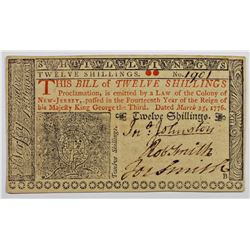 SHILLINGS
TWELVE SHILLINGS.
No. 1901
THIS BILL of TWELVE SHILLINGS
Proclamation, is emitted by a LAW of the Colony of
NEW-JERSEY, passed in the Fourteenth Year of the Reign of
his Majesty King GEORGE the Third. Dated March 25, 1776.
Twelve Shillings.
Twelve Shillings.
Jno. Johnston
Robt. Smith
Jos Smith